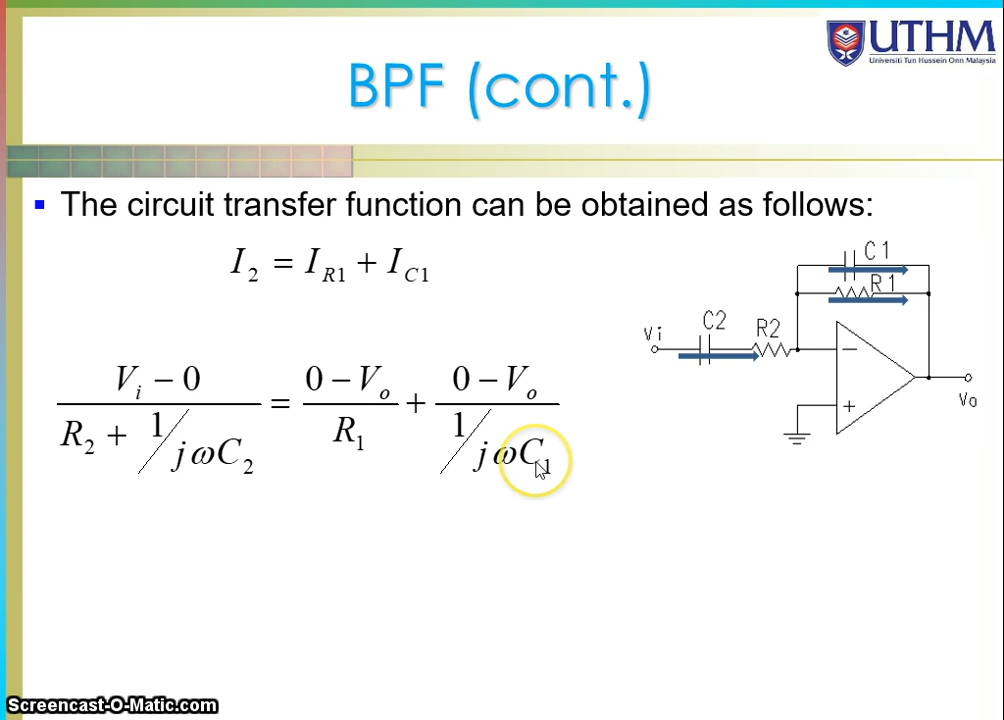 UTHM
Universiti Tun Hussein Onn Malaysia
BPF (cont.)
▪ The circuit transfer function can be obtained as follows:
I₂ = I_R1 + I_C1
(V_i − 0) / (R₂ + 1/jωC₂) = (0 − V_o) / R₁ + (0 − V_o) / (1/jωC₁)
C1
R1
C2
R2
Vi
−
+
Vo
Screencast-O-Matic.com